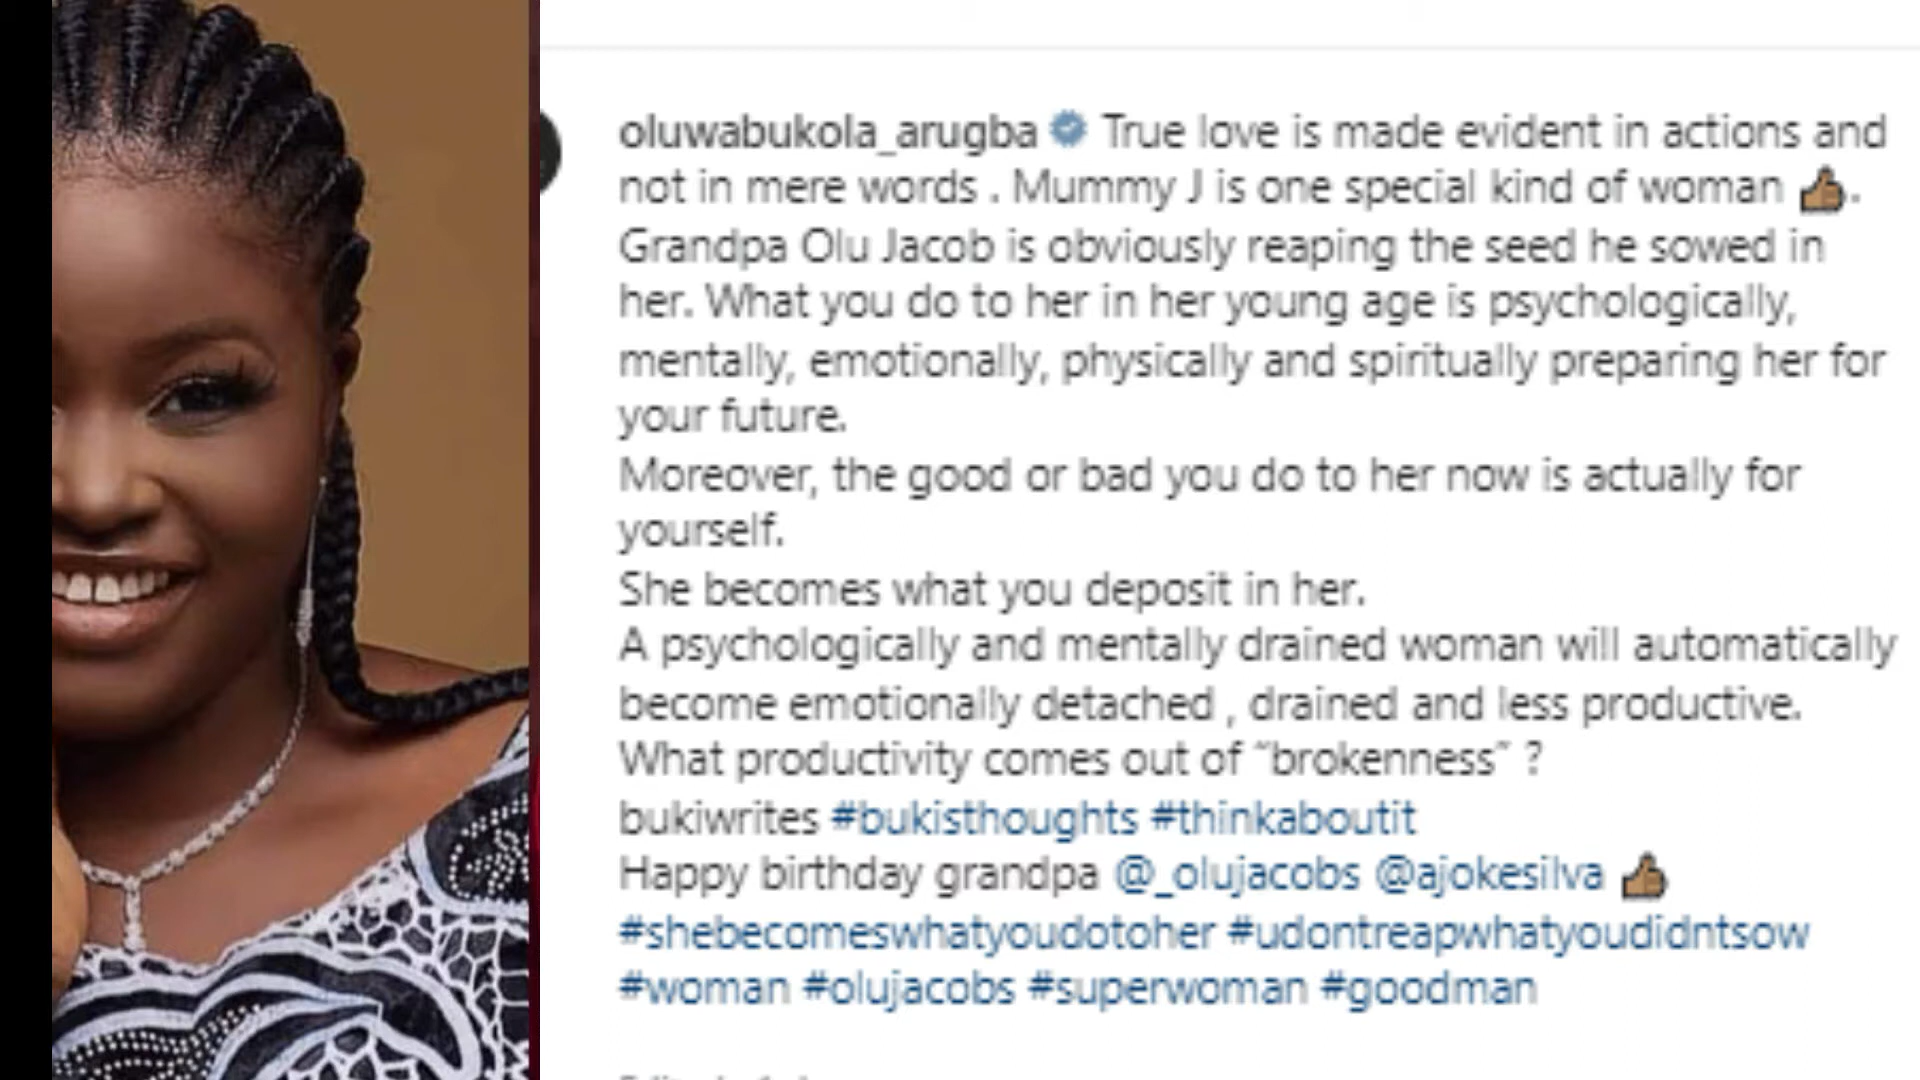 oluwabukola_arugba True love is made evident in actions and
not in mere words . Mummy J is one special kind of woman 👍🏽.
Grandpa Olu Jacob is obviously reaping the seed he sowed in
her. What you do to her in her young age is psychologically,
mentally, emotionally, physically and spiritually preparing her for
your future.
Moreover, the good or bad you do to her now is actually for
yourself.
She becomes what you deposit in her.
A psychologically and mentally drained woman will automatically
become emotionally detached , drained and less productive.
What productivity comes out of “brokenness” ?
bukiwrites #bukisthoughts #thinkaboutit
Happy birthday grandpa @_olujacobs @ajokesilva 👍🏽
#shebecomeswhatyoudotoher #udontreapwhatyoudidntsow
#woman #olujacobs #superwoman #goodman